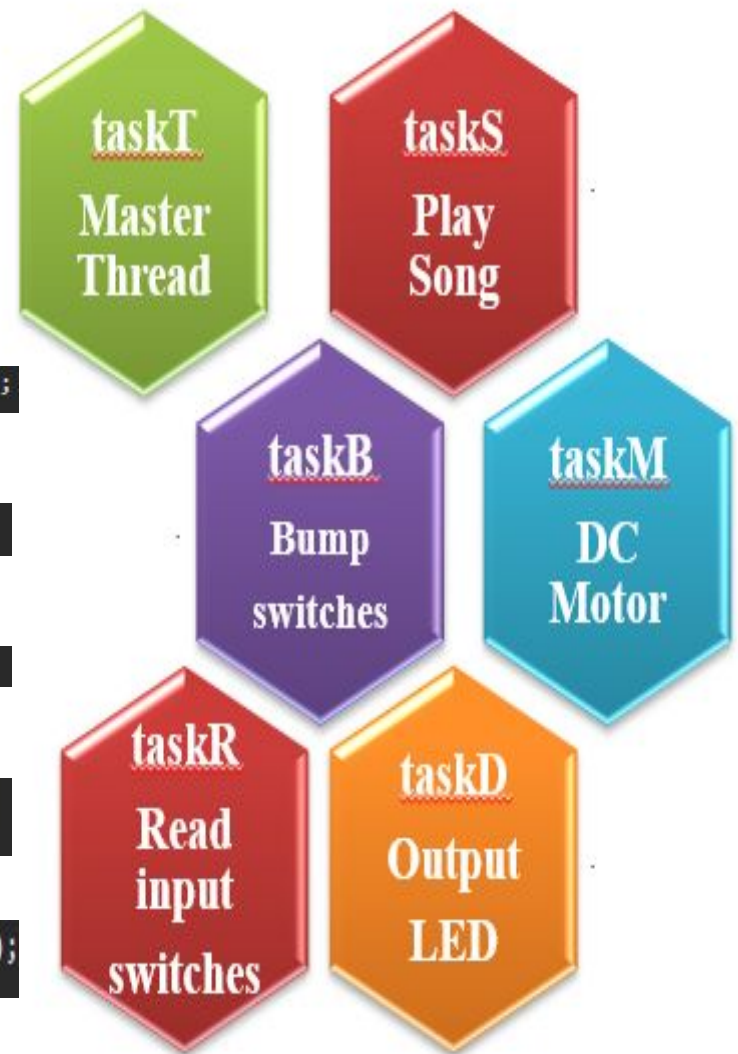 taskT
Master
Thread
taskS
Play
Song
;
taskB
Bump
switches
taskM
DC
Motor
taskR
Read
input
switches
taskD
Output
LED
);